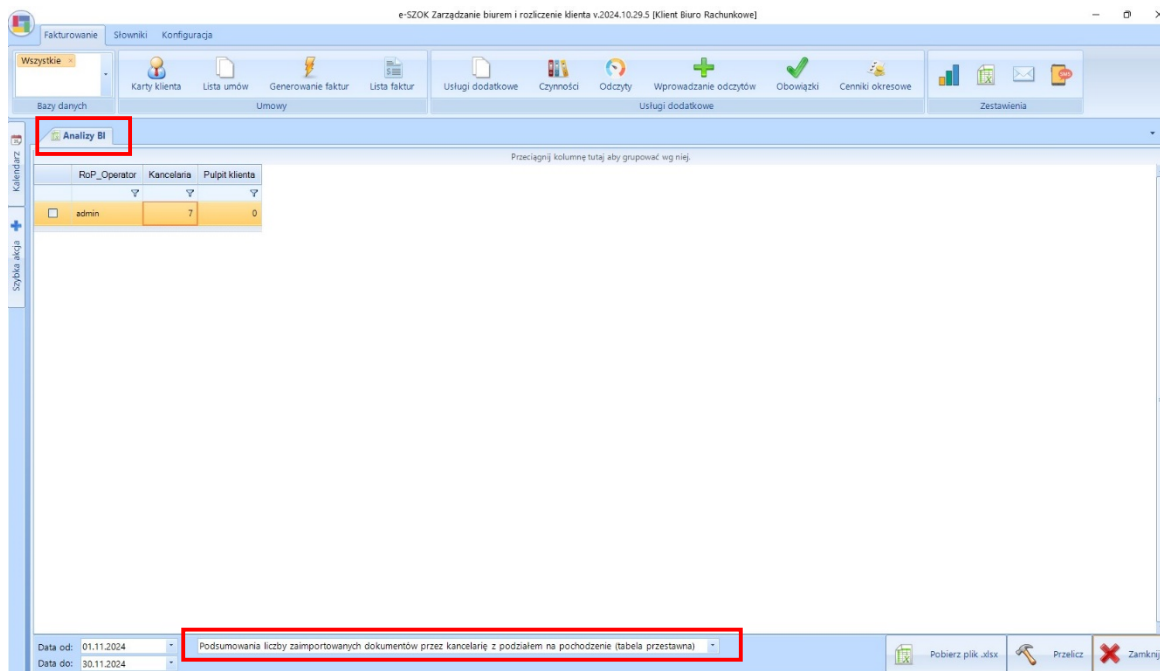 e-SZOK Zarządzanie biurem i rozliczenie klienta v.2024.10.29.5 [Klient Biuro Rachunkowe]
Fakturowanie Słowniki Konfiguracja
Wszystkie
Karty klienta Lista umów Generowanie faktur Lista faktur Usługi dodatkowe Czynności Odczyty Wprowadzanie odczytów Obowiązki Cenniki okresowe
Bazy danych Umowy Usługi dodatkowe Zestawienia
Kalendarz
Szybka akcja
Analizy BI
Przeciągnij kolumnę tutaj aby grupować wg niej.
RoP_Operator Kancelaria Pulpit klienta
admin 7 0
Data od: 01.11.2024 Podsumowania liczby zaimportowanych dokumentów przez kancelarię z podziałem na pochodzenie (tabela przestawna)
Data do: 30.11.2024
Pobierz plik .xlsx Przelicz Zamknij